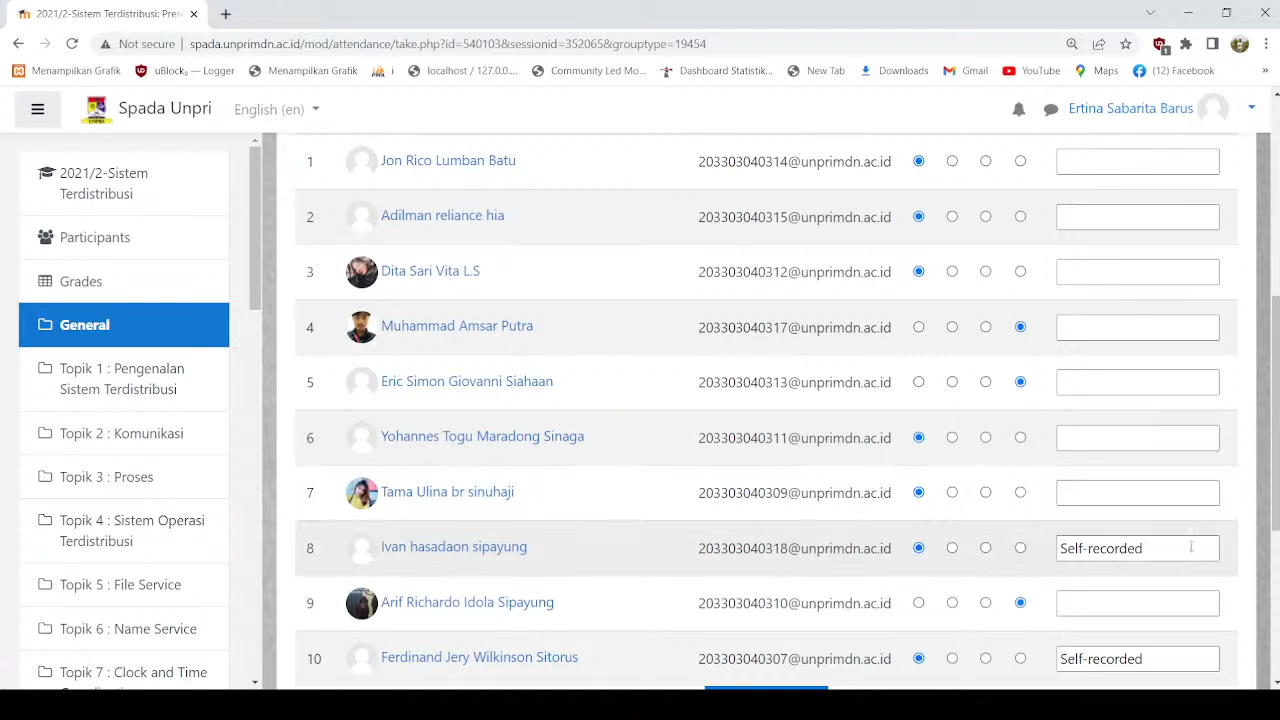 2021/2-Sistem Terdistribusi: Pres
Not secure | spada.unprimdn.ac.id/mod/attendance/take.php?id=540103&sessionid=352065&grouptype=19454
1
Menampilkan Grafik uBlock₀ — Logger Menampilkan Grafik i localhost / 127.0.0.... Community Led Mo... Dashboard Statistik... New Tab Downloads Gmail YouTube Maps (12) Facebook »
Spada Unpri English (en) Ertina Sabarita Barus
2021/2-Sistem
Terdistribusi
Participants
Grades
General
Topik 1 : Pengenalan
Sistem Terdistribusi
Topik 2 : Komunikasi
Topik 3 : Proses
Topik 4 : Sistem Operasi
Terdistribusi
Topik 5 : File Service
Topik 6 : Name Service
Topik 7 : Clock and Time
1 Jon Rico Lumban Batu 203303040314@unprimdn.ac.id
2 Adilman reliance hia 203303040315@unprimdn.ac.id
3 Dita Sari Vita L.S 203303040312@unprimdn.ac.id
4 Muhammad Amsar Putra 203303040317@unprimdn.ac.id
5 Eric Simon Giovanni Siahaan 203303040313@unprimdn.ac.id
6 Yohannes Togu Maradong Sinaga 203303040311@unprimdn.ac.id
7 Tama Ulina br sinuhaji 203303040309@unprimdn.ac.id
8 Ivan hasadaon sipayung 203303040318@unprimdn.ac.id Self-recorded
9 Arif Richardo Idola Sipayung 203303040310@unprimdn.ac.id
10 Ferdinand Jery Wilkinson Sitorus 203303040307@unprimdn.ac.id Self-recorded